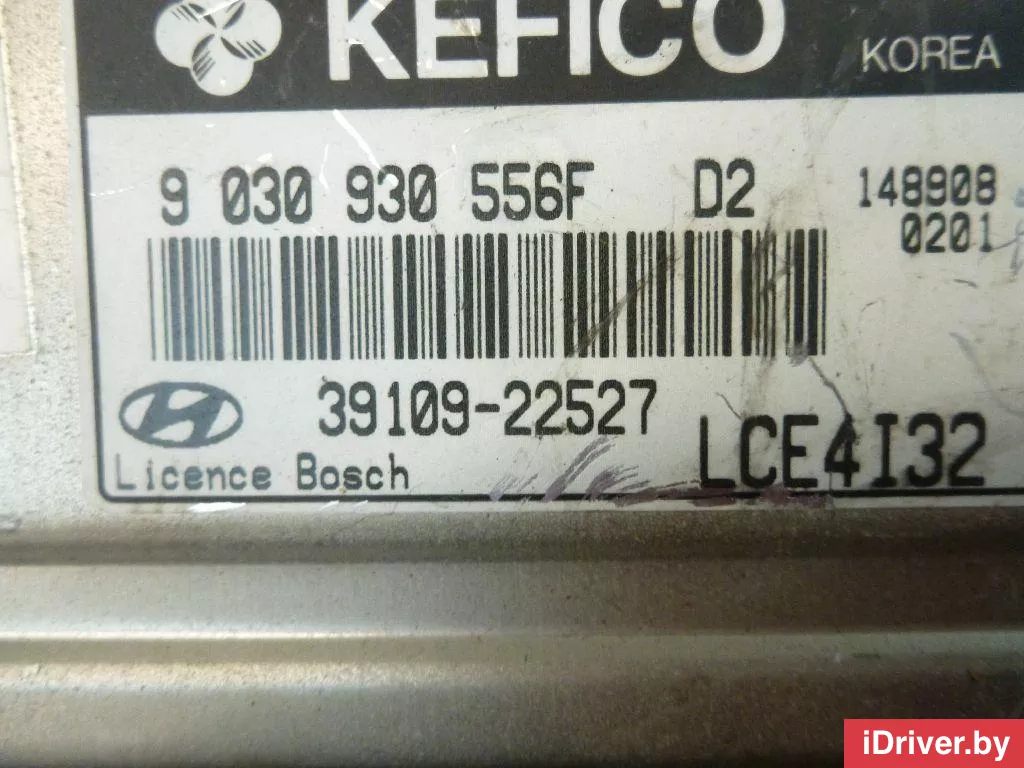 KEFICO KOREA
9 030 930 556F D2 148908
0201
39109-22527
LCE4I32
Licence Bosch
iDriver.by